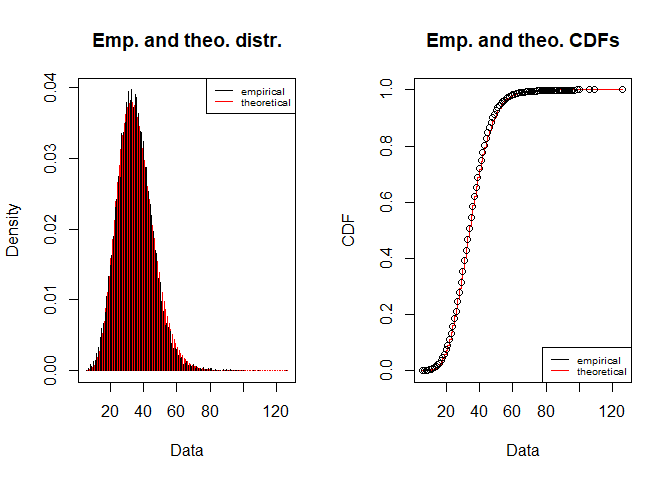 Emp. and theo. distr.
Density
0.04
0.03
0.02
0.01
0.00
empirical
theoretical
20 40 60 80 120
Data
Emp. and theo. CDFs
CDF
1.0
0.8
0.6
0.4
0.2
0.0
empirical
theoretical
20 40 60 80 120
Data